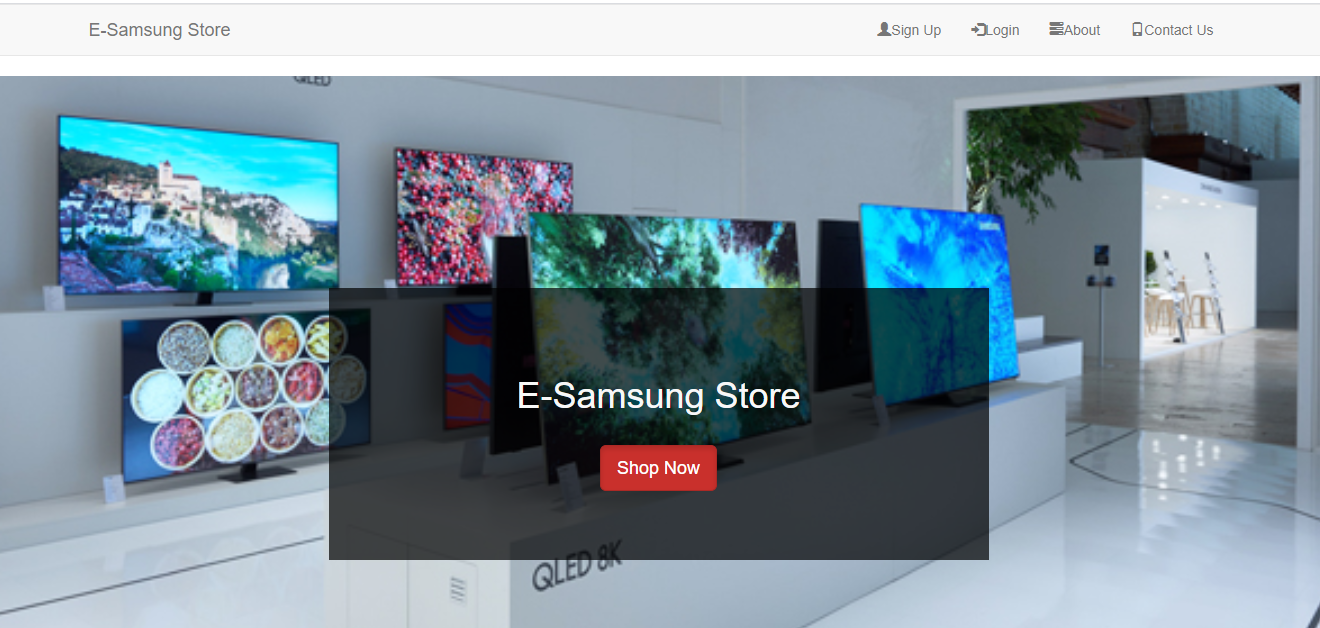 E-Samsung Store
Sign Up
Login
About
Contact Us
QLED
E-Samsung Store
Shop Now
QLED 8K